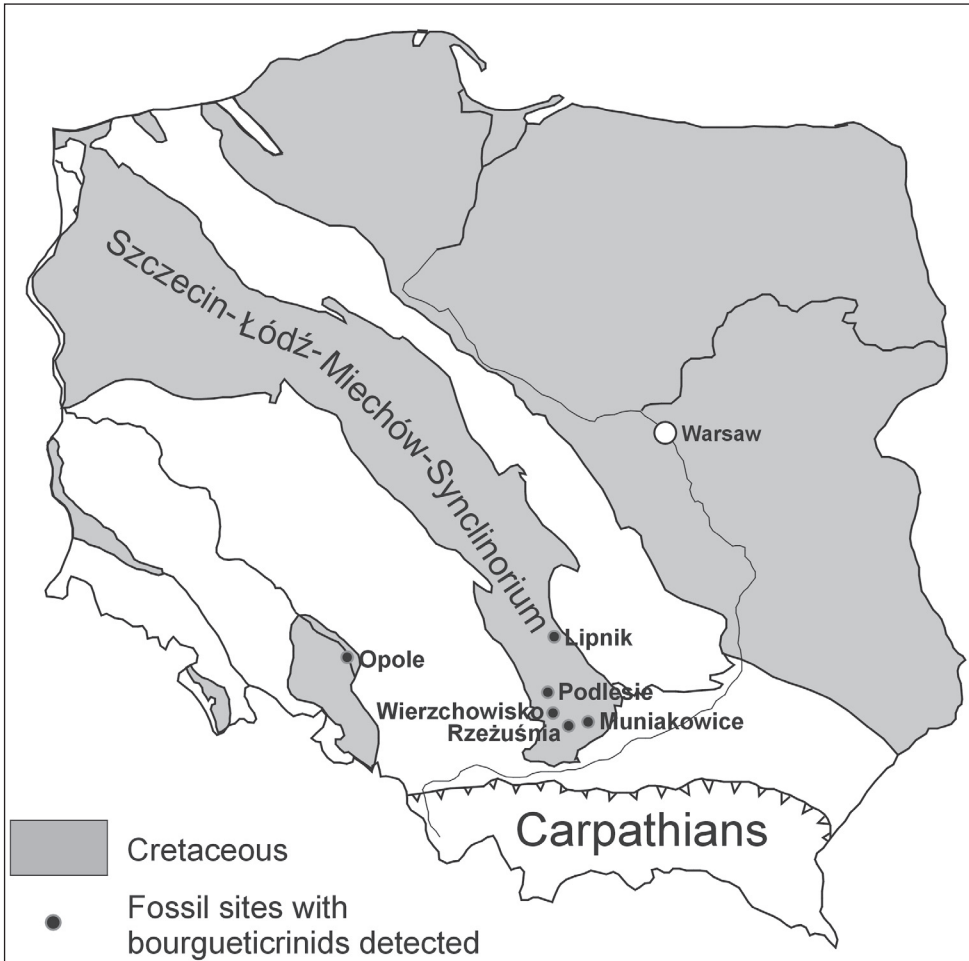 Szczecin-Łódź-Miechów-Synclinorium
Warsaw
Lipnik
Opole
Podlesie
Wierzchowisko
Muniakowice
Rzeżuśnia
Carpathians
Cretaceous
Fossil sites with
bourgueticrinids detected